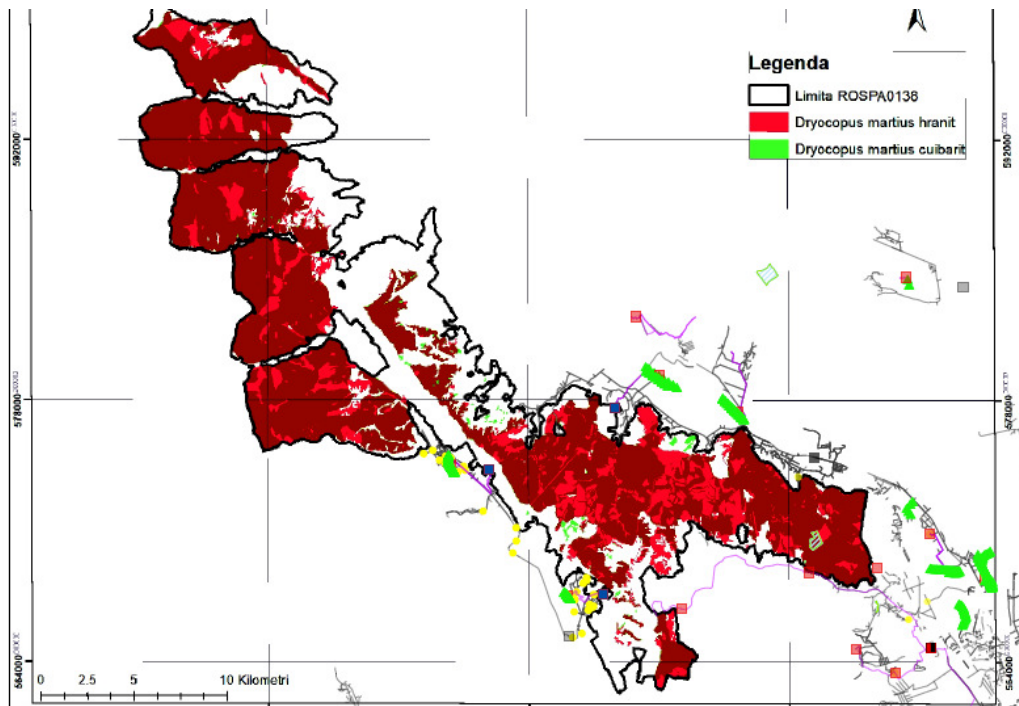 Legenda
Limita ROSPA0138
Dryocopus martius hranit
Dryocopus martius cuibarit
592000
592000
578000
578000
564000
564000
0 2.5 5 10 Kilometri